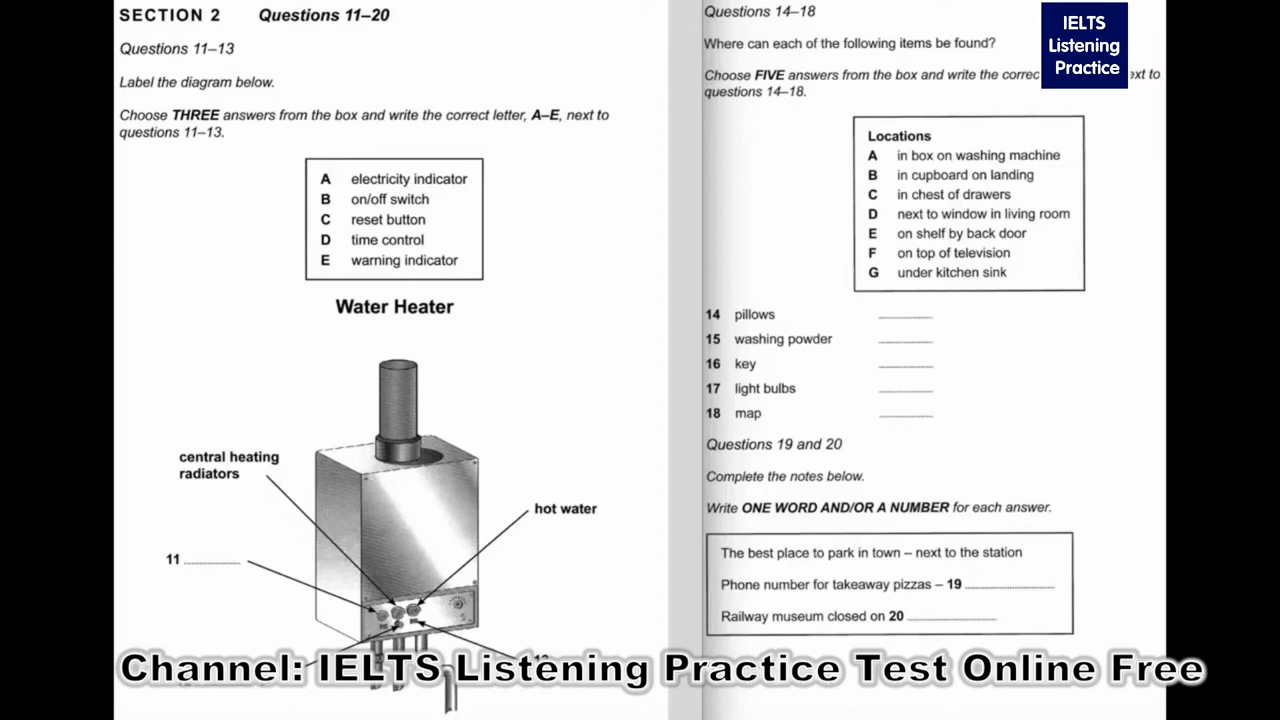 SECTION 2 Questions 11–20
Questions 11–13
Label the diagram below.
Choose THREE answers from the box and write the correct letter, A–E, next to
questions 11–13.
A electricity indicator
B on/off switch
C reset button
D time control
E warning indicator
Water Heater
central heating
radiators
hot water
11
Questions 14–18
Where can each of the following items be found?
Choose FIVE answers from the box and write the correc ext to
questions 14–18.
IELTS
Listening
Practice
Locations
A in box on washing machine
B in cupboard on landing
C in chest of drawers
D next to window in living room
E on shelf by back door
F on top of television
G under kitchen sink
14 pillows
15 washing powder
16 key
17 light bulbs
18 map
Questions 19 and 20
Complete the notes below.
Write ONE WORD AND/OR A NUMBER for each answer.
The best place to park in town – next to the station
Phone number for takeaway pizzas – 19
Railway museum closed on 20
Channel: IELTS Listening Practice Test Online Free